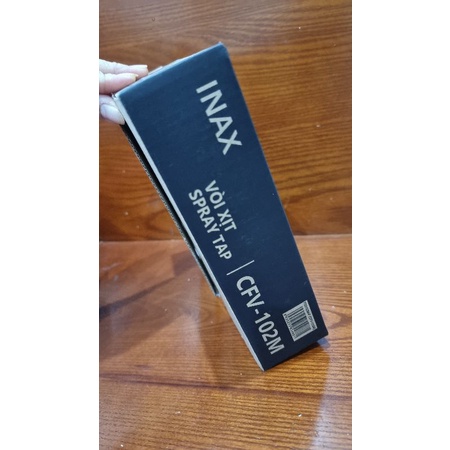 INAX
VÒI XỊT
SPRAY TAP
CFV-102M